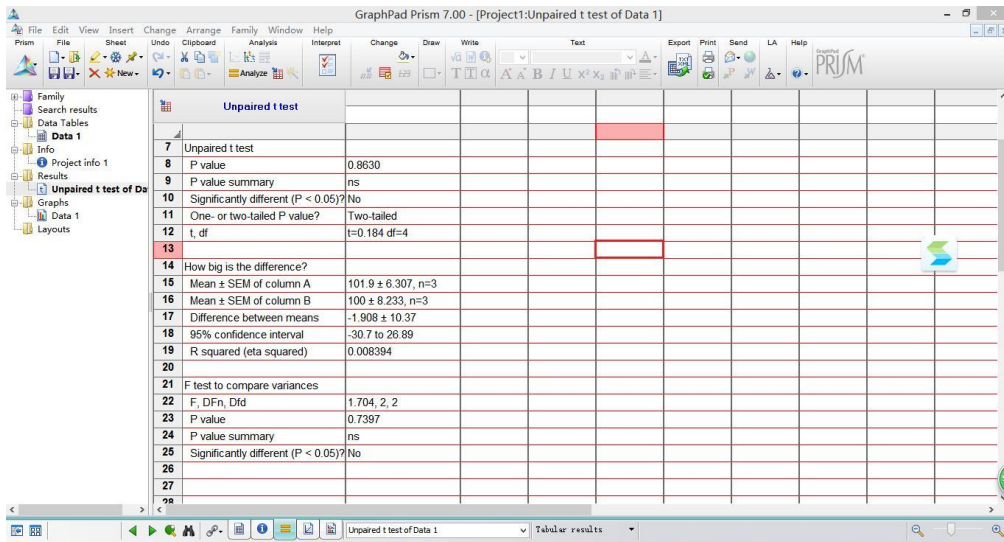 GraphPad Prism 7.00 - [Project1:Unpaired t test of Data 1]
File Edit View Insert Change Arrange Family Window Help
Prism File Sheet Undo Clipboard Analysis Interpret Change Draw Write Text Export Print Send LA Help
New
Analyze
GraphPad
PRISM
Family
Search results
Data Tables
Data 1
Info
Project info 1
Results
Unpaired t test of Da
Graphs
Data 1
Layouts
Unpaired t test
7 Unpaired t test
8 P value 0.8630
9 P value summary ns
10 Significantly different (P < 0.05)? No
11 One- or two-tailed P value? Two-tailed
12 t, df t=0.184 df=4
13
14 How big is the difference?
15 Mean ± SEM of column A 101.9 ± 6.307, n=3
16 Mean ± SEM of column B 100 ± 8.233, n=3
17 Difference between means -1.908 ± 10.37
18 95% confidence interval -30.7 to 26.89
19 R squared (eta squared) 0.008394
20
21 F test to compare variances
22 F, DFn, Dfd 1.704, 2, 2
23 P value 0.7397
24 P value summary ns
25 Significantly different (P < 0.05)? No
26
27
28
Unpaired t test of Data 1 Tabular results